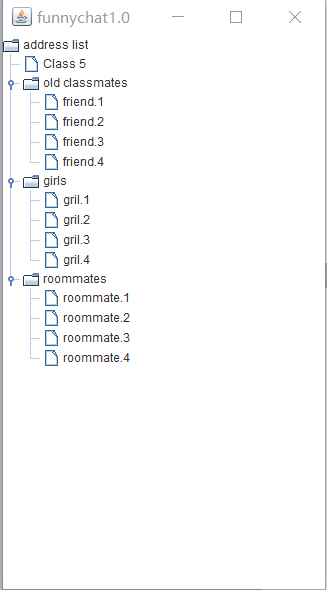 funnychat1.0
address list
Class 5
old classmates
friend.1
friend.2
friend.3
friend.4
girls
gril.1
gril.2
gril.3
gril.4
roommates
roommate.1
roommate.2
roommate.3
roommate.4